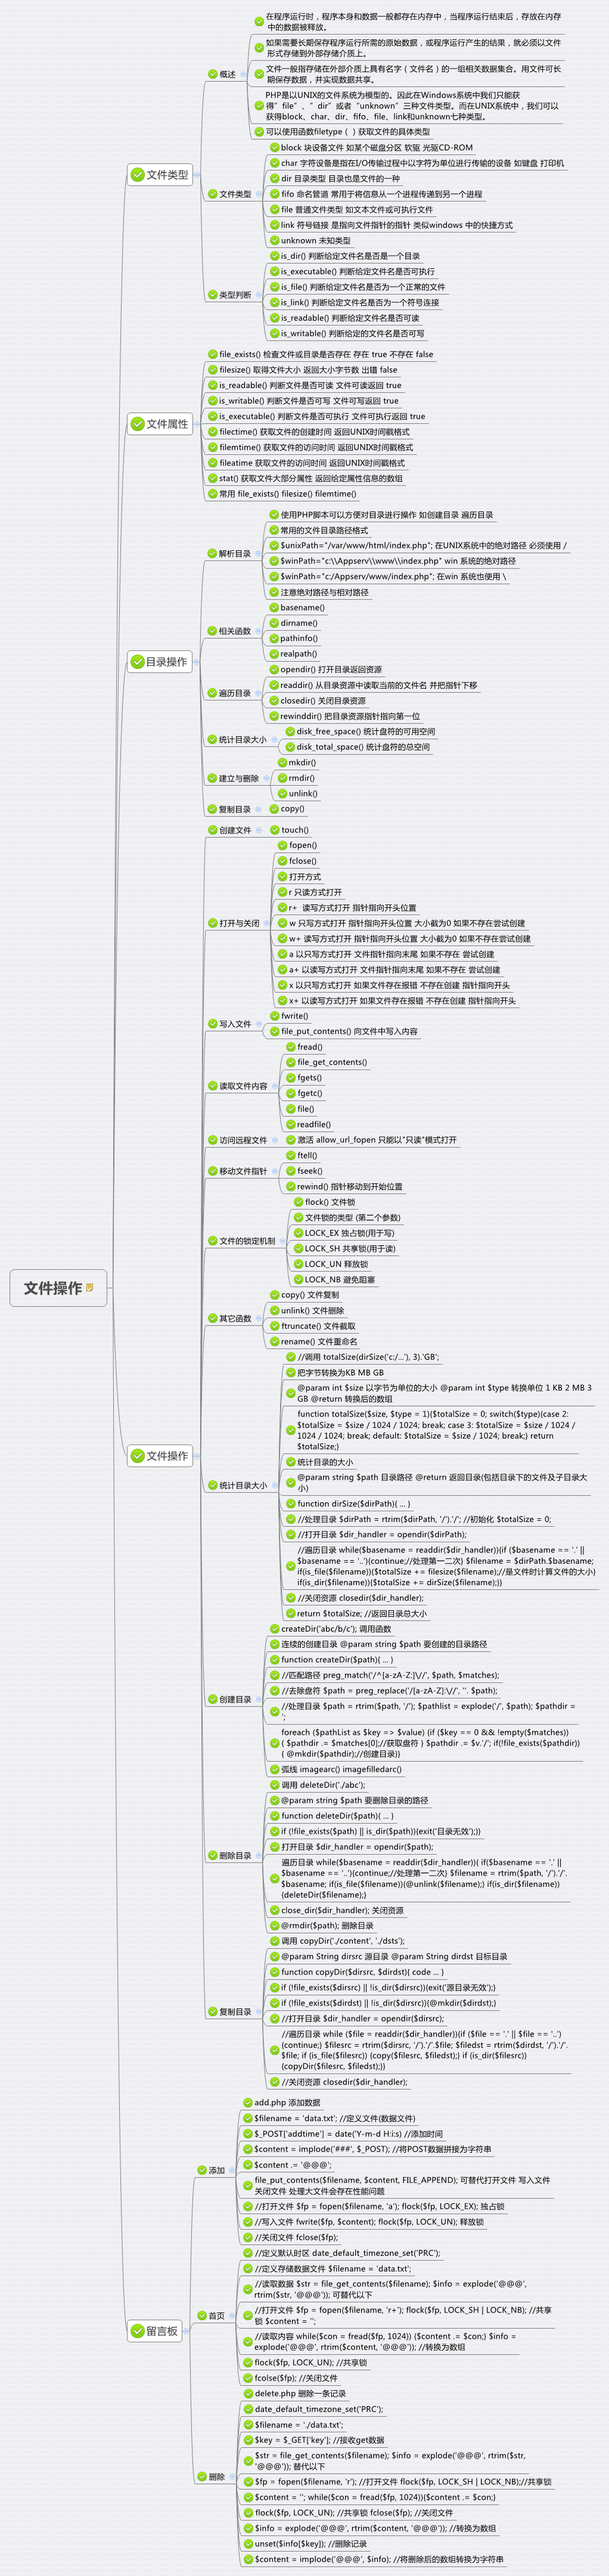 文件操作
文件类型
概述
在程序运行时，程序本身和数据一般都存在内存中，当程序运行结束后，存放在内存
中的数据被释放。
如果需要长期保存程序运行所需的原始数据，或程序运行产生的结果，就必须以文件
形式存储到外部存储介质上。
文件一般指存储在外部介质上具有名字（文件名）的一组相关数据集合。用文件可长
期保存数据，并实现数据共享。
PHP是以UNIX的文件系统为模型的。因此在Windows系统中我们只能获
得”file”、”dir”或者“unknown”三种文件类型。而在UNIX系统中，我们可以
获得block、char、dir、fifo、file、link和unknown七种类型。
可以使用函数filetype（ ）获取文件的具体类型
文件类型
block 块设备文件 如某个磁盘分区 软驱 光驱CD-ROM
char 字符设备是指在I/O传输过程中以字符为单位进行传输的设备 如键盘 打印机
dir 目录类型 目录也是文件的一种
fifo 命名管道 常用于将信息从一个进程传递到另一个进程
file 普通文件类型 如文本文件或可执行文件
link 符号链接 是指向文件指针的指针 类似windows 中的快捷方式
unknown 未知类型
类型判断
is_dir() 判断给定文件名是否是一个目录
is_executable() 判断给定文件名是否可执行
is_file() 判断给定文件名是否为一个正常的文件
is_link() 判断给定文件名是否为一个符号连接
is_readable() 判断给定文件名是否可读
is_writable() 判断给定的文件名是否可写
文件属性
file_exists() 检查文件或目录是否存在 存在 true 不存在 false
filesize() 取得文件大小 返回大小字节数 出错 false
is_readable() 判断文件是否可读 文件可读返回 true
is_writable() 判断文件是否可写 文件可写返回 true
is_executable() 判断文件是否可执行 文件可执行返回 true
filectime() 获取文件的创建时间 返回UNIX时间戳格式
filemtime() 获取文件的访问时间 返回UNIX时间戳格式
fileatime 获取文件的访问时间 返回UNIX时间戳格式
stat() 获取文件大部分属性 返回给定属性信息的数组
常用 file_exists() filesize() filemtime()
目录操作
解析目录
使用PHP脚本可以方便对目录进行操作 如创建目录 遍历目录
常用的文件目录路径格式
$unixPath="/var/www/html/index.php"; 在UNIX系统中的绝对路径 必须使用 /
$winPath="c:\\Appserv\\www\\index.php" win 系统的绝对路径
$winPath="c:/Appserv/www/index.php"; 在win 系统也使用 \
注意绝对路径与相对路径
相关函数
basename()
dirname()
pathinfo()
realpath()
遍历目录
opendir() 打开目录返回资源
readdir() 从目录资源中读取当前的文件名 并把指针下移
closedir() 关闭目录资源
rewinddir() 把目录资源指针指向第一位
统计目录大小
disk_free_space() 统计盘符的可用空间
disk_total_space() 统计盘符的总空间
建立与删除
mkdir()
rmdir()
unlink()
复制目录
copy()
文件操作
创建文件
touch()
打开与关闭
fopen()
fclose()
打开方式
r 只读方式打开
r+ 读写方式打开 指针指向开头位置
w 只写方式打开 指针指向开头位置 大小截为0 如果不存在尝试创建
w+ 读写方式打开 指针指向开头位置 大小截为0 如果不存在尝试创建
a 以只写方式打开 文件指针指向末尾 如果不存在 尝试创建
a+ 以读写方式打开 文件指针指向末尾 如果不存在 尝试创建
x 以只写方式打开 如果文件存在报错 不存在创建 指针指向开头
x+ 以读写方式打开 如果文件存在报错 不存在创建 指针指向开头
写入文件
fwrite()
file_put_contents() 向文件中写入内容
读取文件内容
fread()
file_get_contents()
fgets()
fgetc()
file()
readfile()
访问远程文件
激活 allow_url_fopen 只能以"只读"模式打开
移动文件指针
ftell()
fseek()
rewind() 指针移动到开始位置
文件的锁定机制
flock() 文件锁
文件锁的类型 (第二个参数)
LOCK_EX 独占锁(用于写)
LOCK_SH 共享锁(用于读)
LOCK_UN 释放锁
LOCK_NB 避免阻塞
其它函数
copy() 文件复制
unlink() 文件删除
ftruncate() 文件截取
rename() 文件重命名
统计目录大小
//调用 totalSize(dirSize('c:/...'), 3).'GB';
把字节转换为KB MB GB
@param int $size 以字节为单位的大小 @param int $type 转换单位 1 KB 2 MB 3
GB @return 转换后的数组
function totalSize($size, $type = 1){$totalSize = 0; switch($type){case 2:
$totalSize = $size / 1024 / 1024; break; case 3: $totalSize = $size / 1024 /
1024 / 1024; break; default: $totalSize = $size / 1024; break;} return
$totalSize;}
统计目录的大小
@param string $path 目录路径 @return 返回目录(包括目录下的文件及子目录大
小)
function dirSize($dirPath){ ... }
//处理目录 $dirPath = rtrim($dirPath, '/').'/'; //初始化 $totalSize = 0;
//打开目录 $dir_handler = opendir($dirPath);
//遍历目录 while($basename = readdir($dir_handler)){if ($basename == '.' ||
$basename == '..'){continue;//处理第一二次} $filename = $dirPath.$basename;
if(is_file($filename)){$totalSize += filesize($filename);//是文件时计算文件的大小}
if(is_dir($filename)){$totalSize += dirSize($filename);}}
//关闭资源 closedir($dir_handler);
return $totalSize; //返回目录总大小
创建目录
createDir('abc/b/c'); 调用函数
连续的创建目录 @param string $path 要创建的目录路径
function createDir($path){ ... }
//匹配路径 preg_match('/^[a-zA-Z:]\//', $path, $matches);
//去除盘符 $path = preg_replace('/[a-zA-Z]:\//', ''. $path);
//处理目录 $path = rtrim($path, '/'); $pathlist = explode('/', $path); $pathdir =
';
foreach ($pathList as $key => $value) {if ($key == 0 && !empty($matches))
{ $pathdir .= $matches[0];//获取盘符 } $pathdir .= $v.'/'; if(!file_exists($pathdir))
{ @mkdir($pathdir);//创建目录}}
弧线 imagearc() imagefilledarc()
删除目录
调用 deleteDir('./abc');
@param string $path 要删除目录的路径
function deleteDir($path){ ... }
if (!file_exists($path) || is_dir($path)){exit('目录无效');)}
打开目录 $dir_handler = opendir($path);
遍历目录 while($basename = readdir($dir_handler)){ if($basename == '.' ||
$basename == '..'){continue;//处理第一二次} $filename = rtrim($path, '/').'/'.
$basename; if(is_file($filename)){@unlink($filename);} if(is_dir($filename))
{deleteDir($filename);}
close_dir($dir_handler); 关闭资源
@rmdir($path); 删除目录
复制目录
调用 copyDir('./content', './dsts');
@param String dirsrc 源目录 @param String dirdst 目标目录
function copyDir($dirsrc, $dirdst){ code ... }
if (!file_exists($dirsrc) || !is_dir($dirsrc)){exit('源目录无效');}
if (!file_exists($dirdst) || !is_dir($dirsrc)){@mkdir($dirdst);}
//打开目录 $dir_handler = opendir($dirsrc);
//遍历目录 while ($file = readdir($dir_handler)){if ($file == '.' || $file == '..')
{continue;} $filesrc = rtrim($dirsrc, '/').'/'.$file; $filedst = rtrim($dirdst, '/').'/'.
$file; if (is_file($filesrc)) {copy($filesrc, $filedst);} if (is_dir($filesrc))
{copyDir($filesrc, $filedst);}}
//关闭资源 closedir($dir_handler);
留言板
添加
add.php 添加数据
$filename = 'data.txt'; //定义文件(数据文件)
$_POST['addtime'] = date('Y-m-d H:i:s) //添加时间
$content = implode('###', $_POST); //将POST数据拼接为字符串
$content .= '@@@';
file_put_contents($filename, $content, FILE_APPEND); 可替代打开文件 写入文件
关闭文件 处理大文件会存在性能问题
//打开文件 $fp = fopen($filename, 'a'); flock($fp, LOCK_EX); 独占锁
//写入文件 fwrite($fp, $content); flock($fp, LOCK_UN); 释放锁
//关闭文件 fclose($fp);
首页
//定义默认时区 date_default_timezone_set('PRC');
//定义存储数据文件 $filename = 'data.txt';
//读取数据 $str = file_get_contents($filename); $info = explode('@@@',
rtrim($str, '@@@')); 可替代以下
//打开文件 $fp = fopen($filename, 'r+'); flock($fp, LOCK_SH | LOCK_NB); //共享
锁 $content = '';
//读取内容 while($con = fread($fp, 1024)) {$content .= $con;} $info =
explode('@@@', rtrim($content, '@@@')); //转换为数组
flock($fp, LOCK_UN); //共享锁
fcolse($fp); //关闭文件
删除
delete.php 删除一条记录
date_default_timezone_set('PRC');
$filename = './data.txt';
$key = $_GET['key']; //接收get数据
$str = file_get_contents($filename); $info = explode('@@@', rtrim($str,
'@@@')); 替代以下
$fp = fopen($filename, 'r'); //打开文件 flock($fp, LOCK_SH | LOCK_NB);//共享锁
$content = ''; while($con = fread($fp, 1024)){$content .= $con;}
flock($fp, LOCK_UN); //共享锁 fclose($fp); //关闭文件
$info = explode('@@@', rtrim($content, '@@@')); //转换为数组
unset($info[$key]); //删除记录
$content = implode('@@@', $info); //将删除后的数组转换为字符串